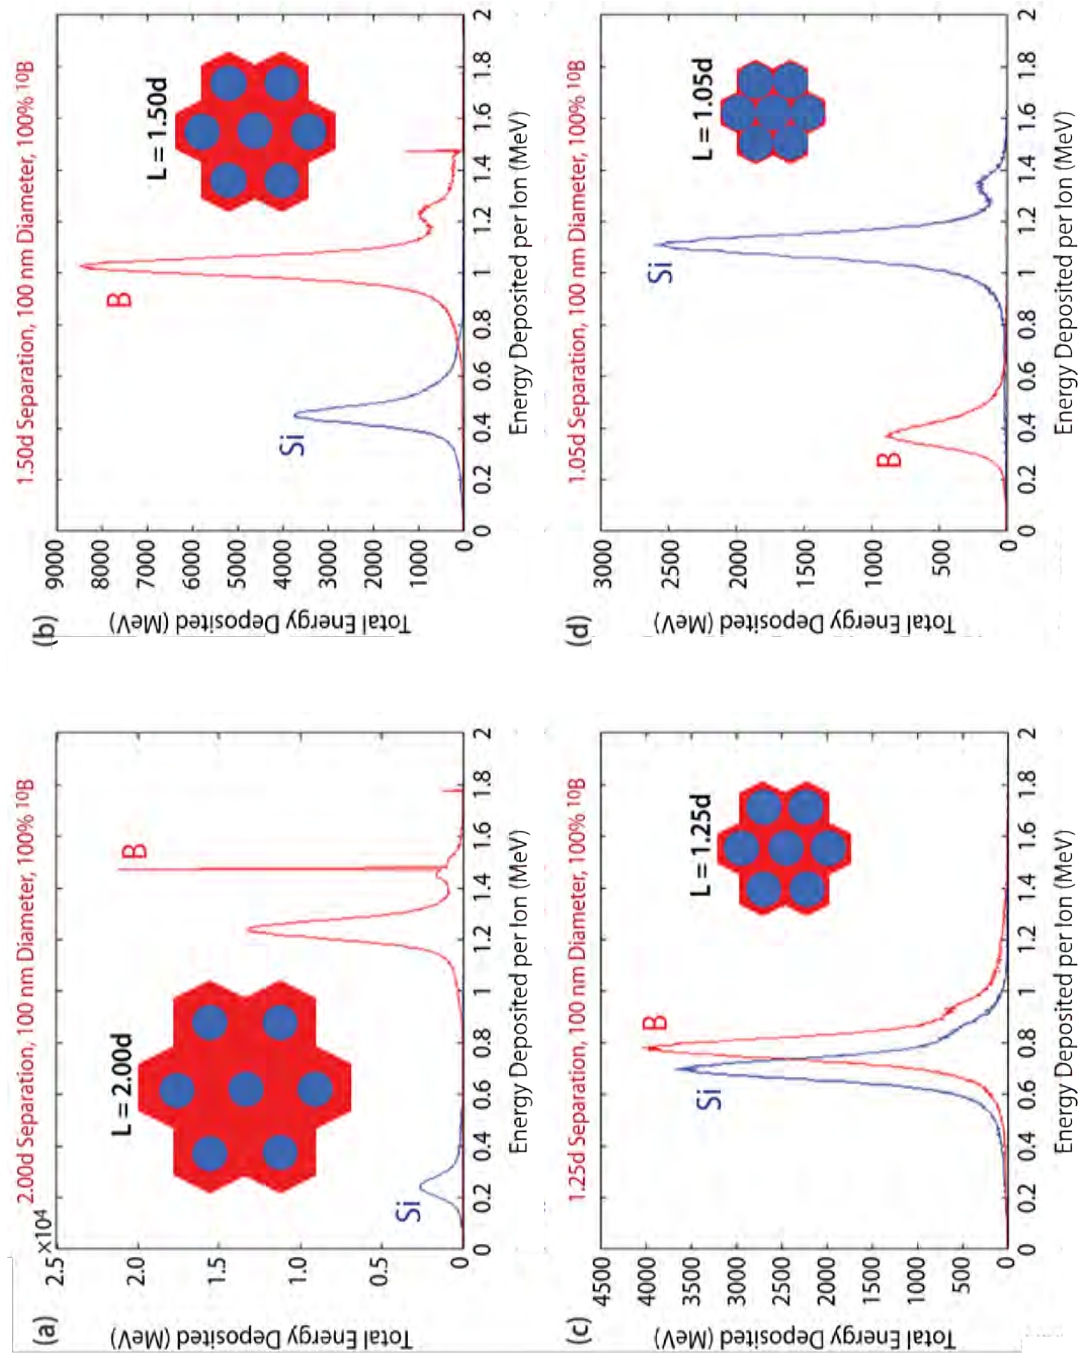 (a)
2.00d Separation, 100 nm Diameter, 100% ¹⁰B
×10⁴
2.5
2.0
1.5
1.0
0.5
0
Total Energy Deposited (MeV)
L = 2.00d
Si
B
0 0.2 0.4 0.6 0.8 1 1.2 1.4 1.6 1.8 2
Energy Deposited per Ion (MeV)
(b)
1.50d Separation, 100 nm Diameter, 100% ¹⁰B
9000
8000
7000
6000
5000
4000
3000
2000
1000
0
Total Energy Deposited (MeV)
L = 1.50d
Si
B
0 0.2 0.4 0.6 0.8 1 1.2 1.4 1.6 1.8 2
Energy Deposited per Ion (MeV)
(c)
1.25d Separation, 100 nm Diameter, 100% ¹⁰B
4500
4000
3500
3000
2500
2000
1500
1000
500
0
Total Energy Deposited (MeV)
L = 1.25d
Si
B
0 0.2 0.4 0.6 0.8 1 1.2 1.4 1.6 1.8 2
Energy Deposited per Ion (MeV)
(d)
1.05d Separation, 100 nm Diameter, 100% ¹⁰B
3000
2500
2000
1500
1000
500
0
Total Energy Deposited (MeV)
L = 1.05d
B
Si
0 0.2 0.4 0.6 0.8 1 1.2 1.4 1.6 1.8 2
Energy Deposited per Ion (MeV)